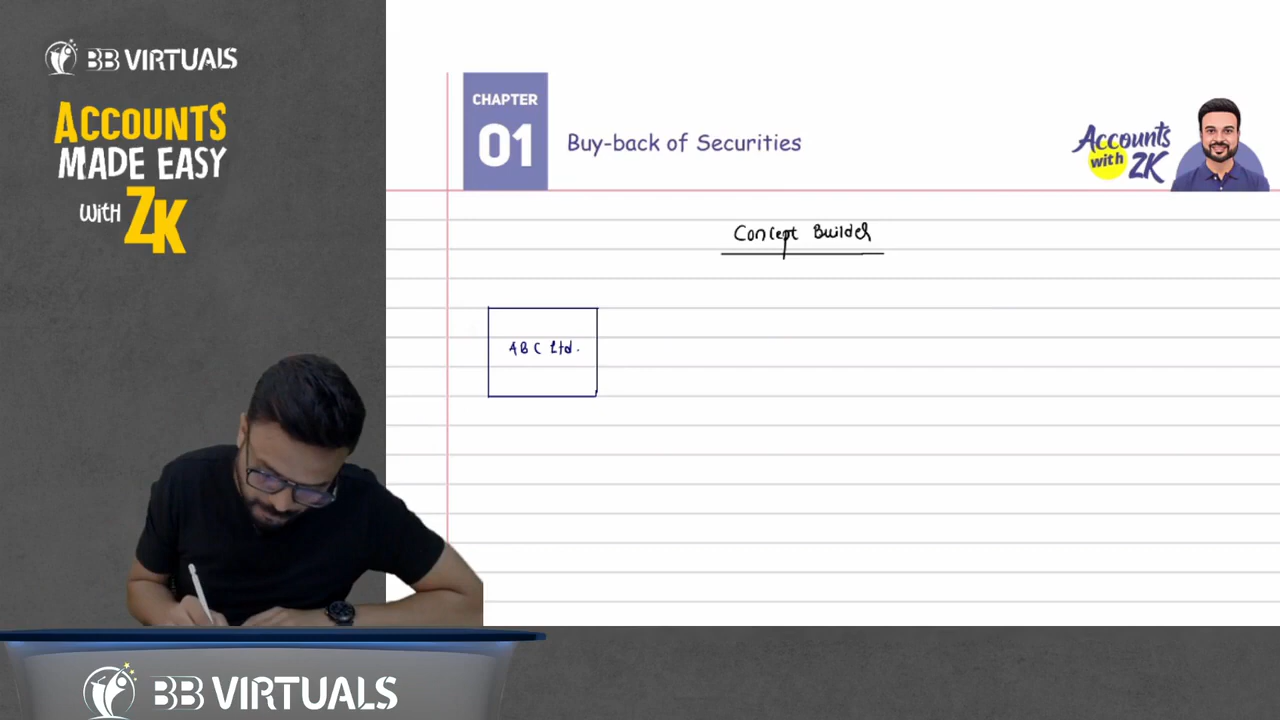 BB VIRTUALS
ACCOUNTS
MADE EASY
WITH ZK
CHAPTER
01
Buy-back of Securities
Accounts
with ZK
Concept Builder
ABC Ltd.
BB VIRTUALS